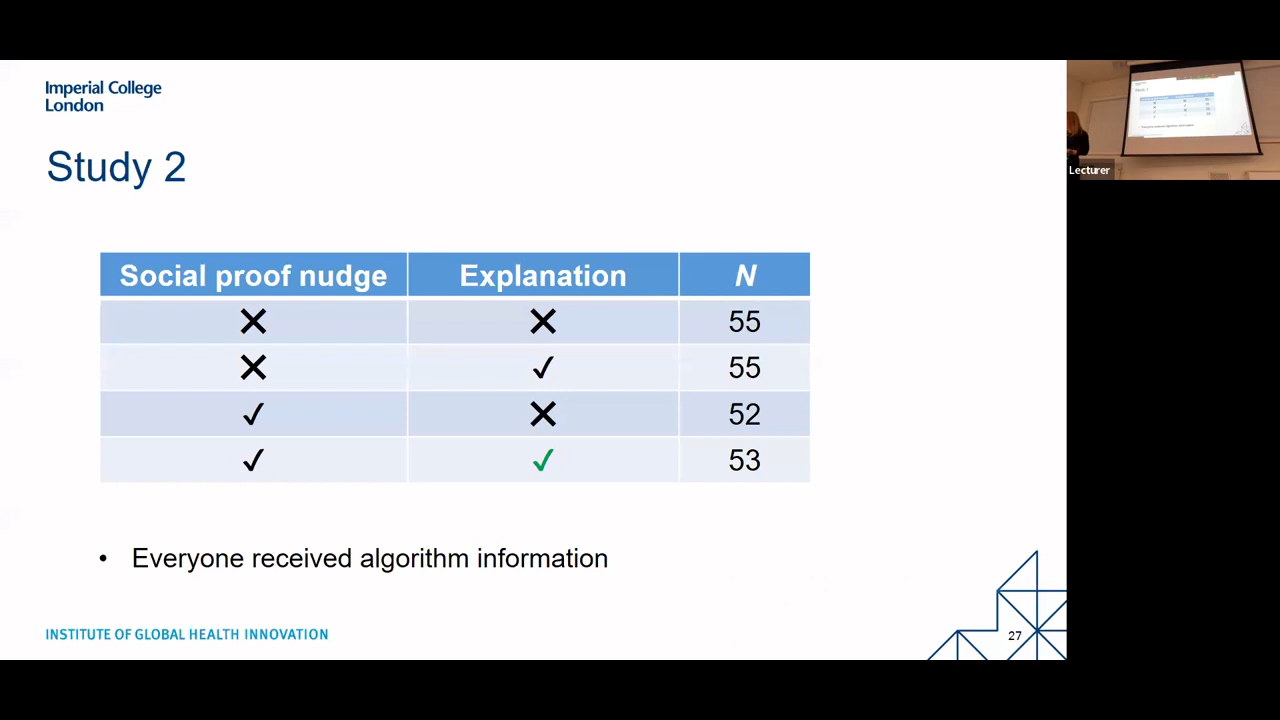 Imperial College
London
Study 2
Social proof nudge Explanation N
✕ ✕ 55
✕ ✓ 55
✓ ✕ 52
✓ ✓ 53
• Everyone received algorithm information
INSTITUTE OF GLOBAL HEALTH INNOVATION
27
Lecturer